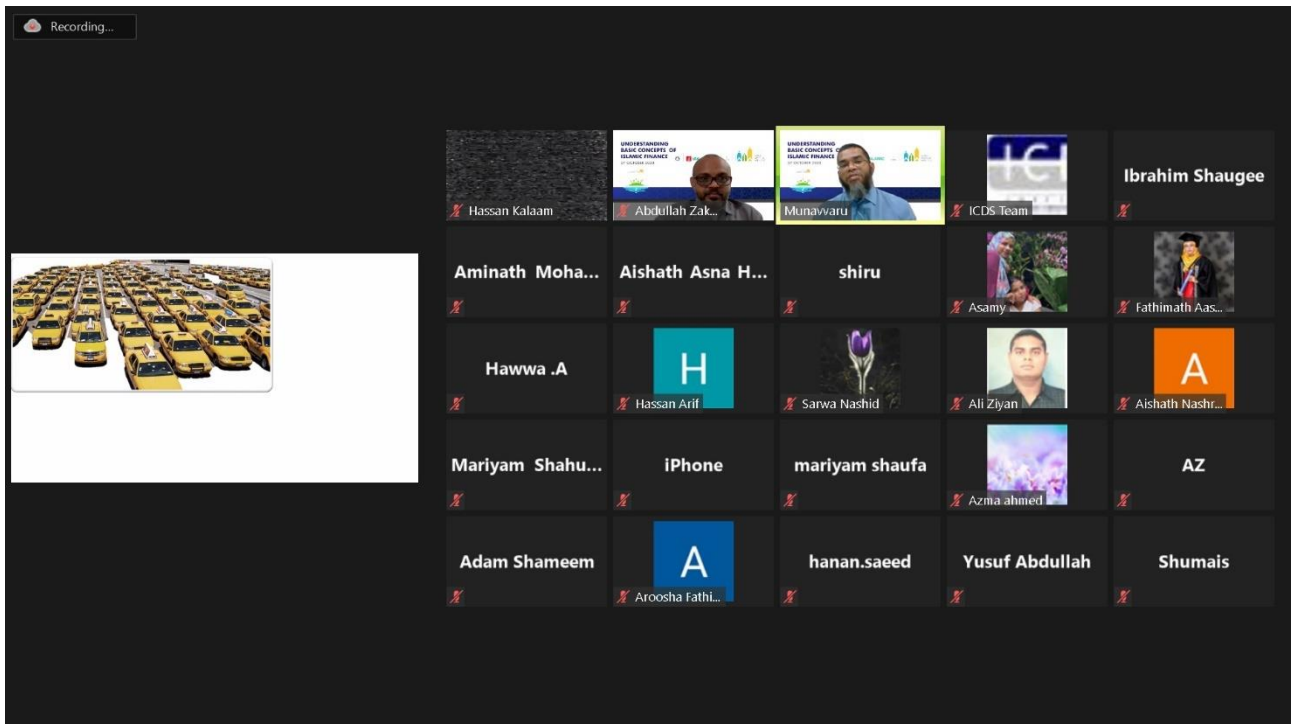 Recording...
UNDERSTANDING
BASIC CONCEPTS OF
ISLAMIC FINANCE
UNDERSTANDING
BASIC CONCEPTS
ISLAMIC FINANCE
ICI
Ibrahim Shaugee
Hassan Kalaam
Abdullah Zak...
Munavvaru
ICDS Team
Aminath Moha...
Aishath Asna H...
shiru
Asamy
Fathimath Aas...
Hawwa .A
H
Hassan Arif
Sarwa Nashid
Ali Ziyan
A
Aishath Nashr...
Mariyam Shahu...
iPhone
mariyam shaufa
Azma ahmed
AZ
Adam Shameem
A
Aroosha Fathi...
hanan.saeed
Yusuf Abdullah
Shumais